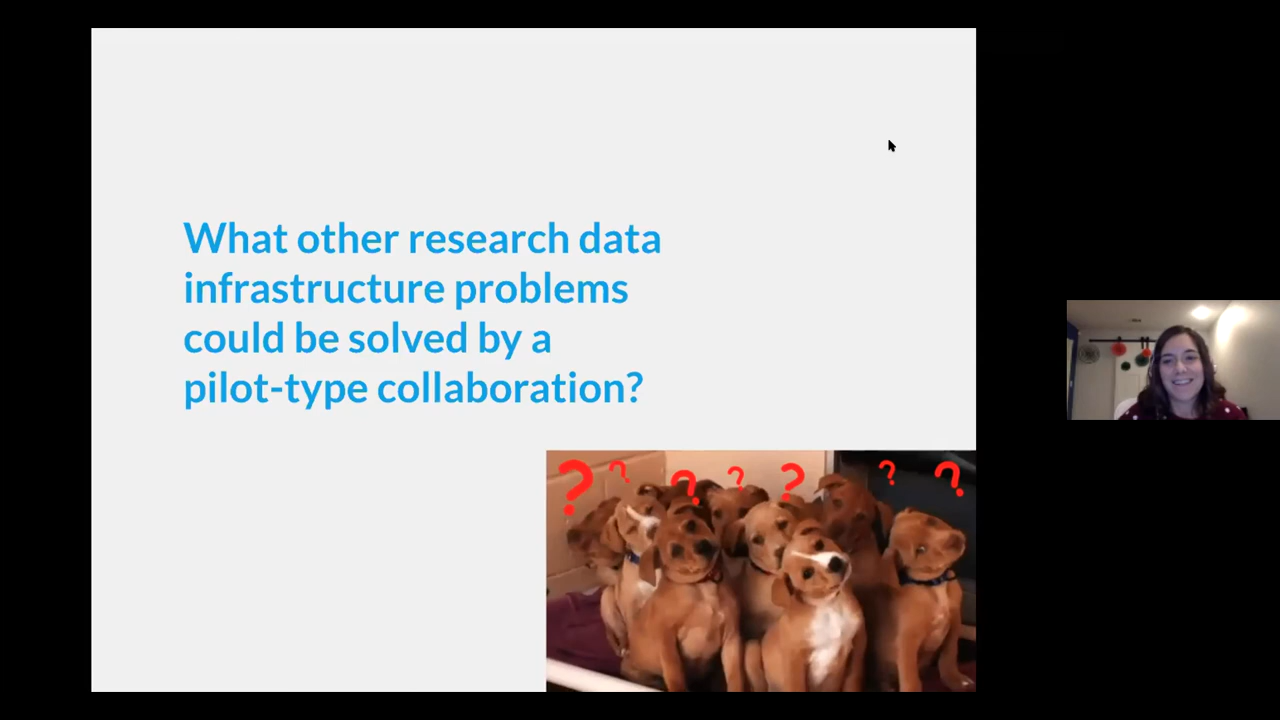 What other research data
infrastructure problems
could be solved by a
pilot-type collaboration?
? ? ? ? ? ? ?